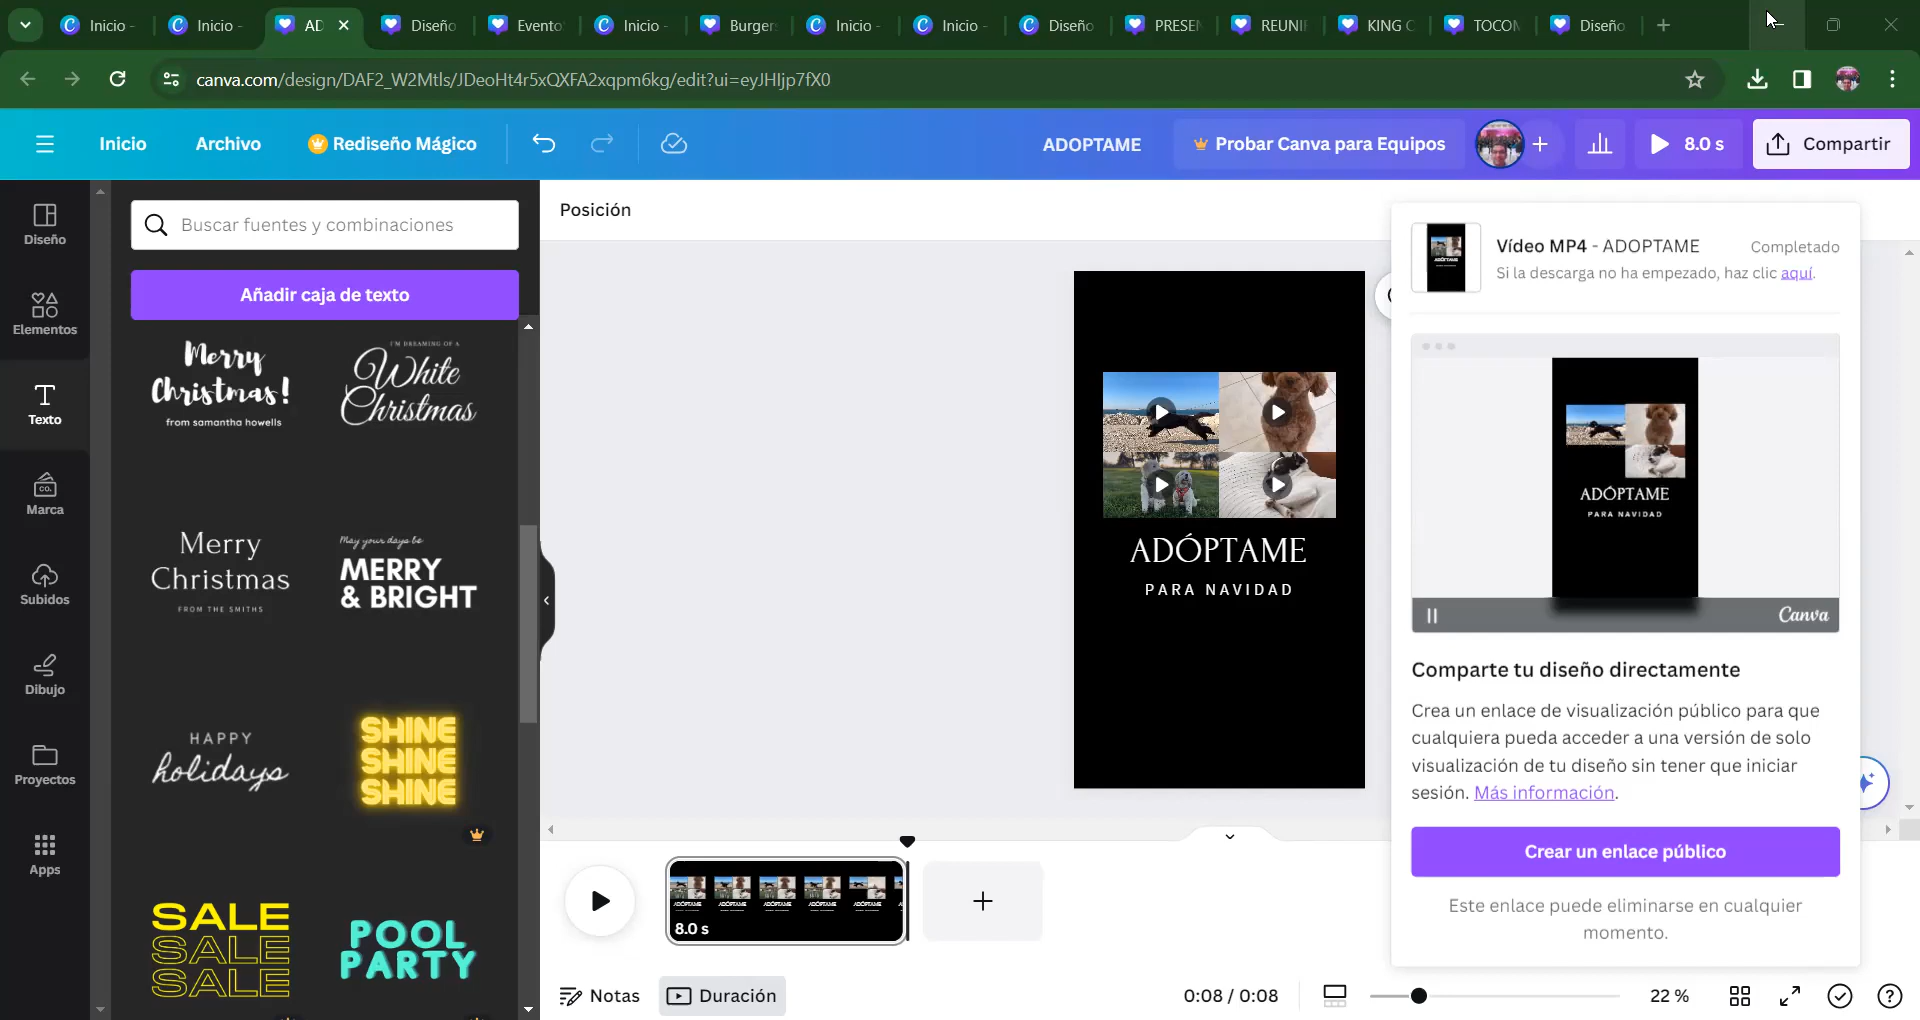 Inicio -
Inicio -
AD
Diseño
Evento
Inicio -
Burger
Inicio -
Inicio -
Diseño
PRESEN
REUNI
KING C
TOCOM
Diseño
canva.com/design/DAF2_W2Mtls/JDeoHt4r5xQXFA2xqpm6kg/edit?ui=eyJHIjp7fX0
Inicio
Archivo
Rediseño Mágico
ADOPTAME
Probar Canva para Equipos
8.0 s
Compartir
Diseño
Elementos
Texto
CO.
Marca
Subidos
Dibujo
Proyectos
Apps
Buscar fuentes y combinaciones
Añadir caja de texto
Merry
Christmas!
from samantha howells
I'M DREAMING OF A
White
Christmas
Merry
Christmas
FROM THE SMITHS
May your days be
MERRY
& BRIGHT
HAPPY
holidays
SHINE
SHINE
SHINE
SALE
SALE
SALE
POOL
PARTY
Posición
ADÓPTAME
PARA NAVIDAD
Vídeo MP4 - ADOPTAME
Completado
Si la descarga no ha empezado, haz clic aquí.
ADÓPTAME
PARA NAVIDAD
Canva
Comparte tu diseño directamente
Crea un enlace de visualización público para que
cualquiera pueda acceder a una versión de solo
visualización de tu diseño sin tener que iniciar
sesión. Más información.
Crear un enlace público
Este enlace puede eliminarse en cualquier
momento.
8.0 s
Notas
Duración
0:08 / 0:08
22 %